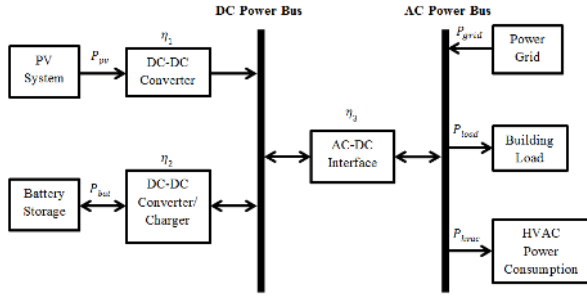 DC Power Bus
AC Power Bus
η1
P_pv
PV
System
DC-DC
Converter
P_grid
Power
Grid
η3
AC-DC
Interface
P_load
Building
Load
η2
P_bat
Battery
Storage
DC-DC
Converter/
Charger
P_hvac
HVAC
Power
Consumption